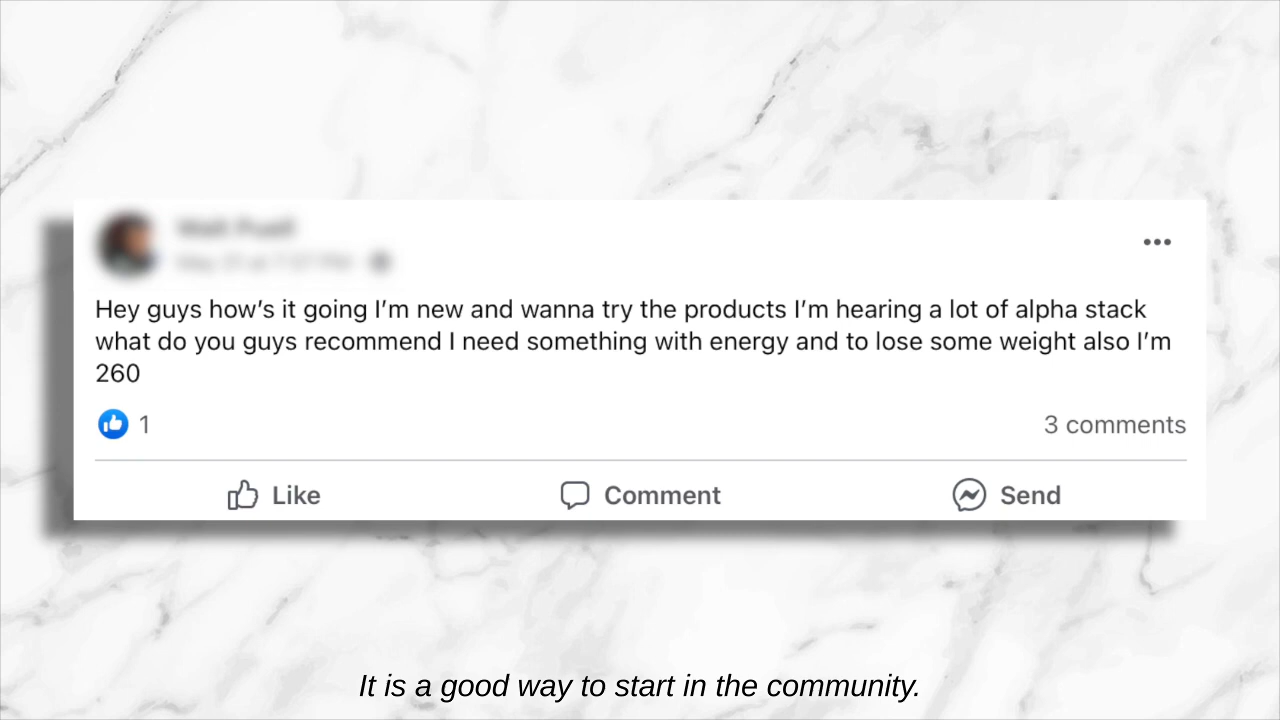 Hey guys how’s it going I’m new and wanna try the products I’m hearing a lot of alpha stack
what do you guys recommend I need something with energy and to lose some weight also I’m
260
1
3 comments
Like
Comment
Send
It is a good way to start in the community.